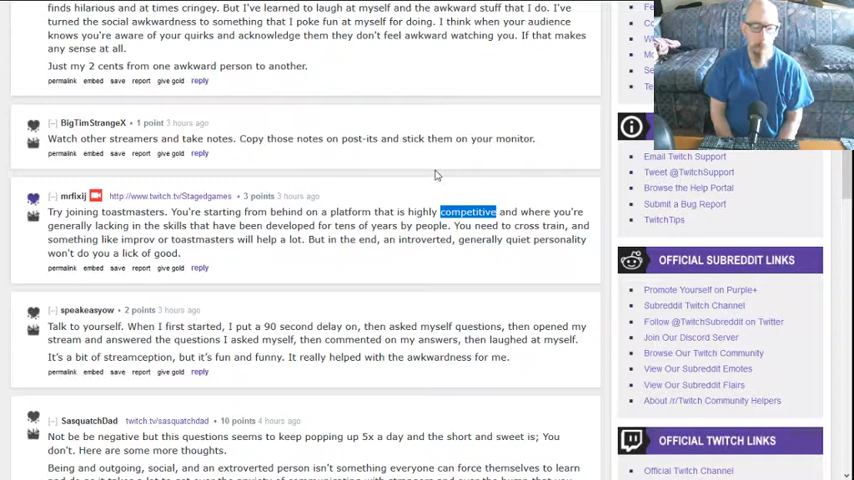 finds hilarious and at times cringey. But I've learned to laugh at myself and the awkward stuff that I do. I've
turned the social awkwardness to something that I poke fun at myself for doing. I think when your audience
knows you're aware of your quirks and acknowledge them they don't feel awkward watching you. If that makes
any sense at all.
Just my 2 cents from one awkward person to another.
permalink embed save report give gold reply
[–] BigTimStrangeX • 1 point 3 hours ago
Watch other streamers and take notes. Copy those notes on post-its and stick them on your monitor.
permalink embed save report give gold reply
[–] mrfixij http://www.twitch.tv/Stagedgames • 3 points 3 hours ago
Try joining toastmasters. You're starting from behind on a platform that is highly competitive and where you're
generally lacking in the skills that have been developed for tens of years by people. You need to cross train, and
something like improv or toastmasters will help a lot. But in the end, an introverted, generally quiet personality
won't do you a lick of good.
permalink embed save report give gold reply
[–] speakeasyow • 2 points 3 hours ago
Talk to yourself. When I first started, I put a 90 second delay on, then asked myself questions, then opened my
stream and answered the questions I asked myself, then commented on my answers, then laughed at myself.
It's a bit of streamception, but it's fun and funny. It really helped with the awkwardness for me.
permalink embed save report give gold reply
[–] SasquatchDad twitch.tv/sasquatchdad • 10 points 4 hours ago
Not be be negative but this questions seems to keep popping up 5x a day and the short and sweet is; You
don't. Here are some more thoughts.
Being and outgoing, social, and an extroverted person isn't something everyone can force themselves to learn
Email Twitch Support
Tweet @TwitchSupport
Browse the Help Portal
Submit a Bug Report
TwitchTips
OFFICIAL SUBREDDIT LINKS
Promote Yourself on Purple+
Subreddit Twitch Channel
Follow @TwitchSubreddit on Twitter
Join Our Discord Server
Browse Our Twitch Community
View Our Subreddit Emotes
View Our Subreddit Flairs
About /r/Twitch Community Helpers
OFFICIAL TWITCH LINKS
Official Twitch Channel